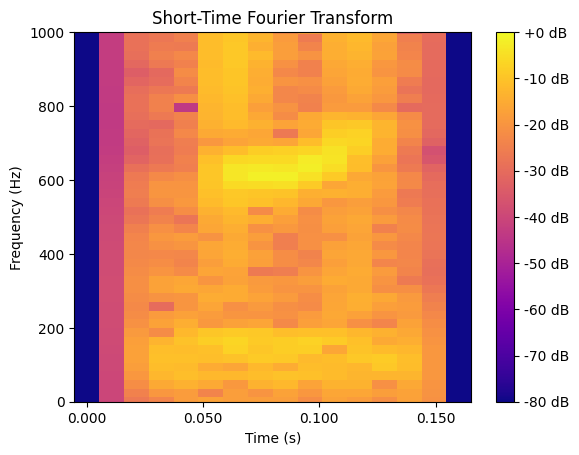 Short-Time Fourier Transform
1000
800
600
400
200
0
Frequency (Hz)
0.000
0.050
0.100
0.150
Time (s)
+0 dB
-10 dB
-20 dB
-30 dB
-40 dB
-50 dB
-60 dB
-70 dB
-80 dB